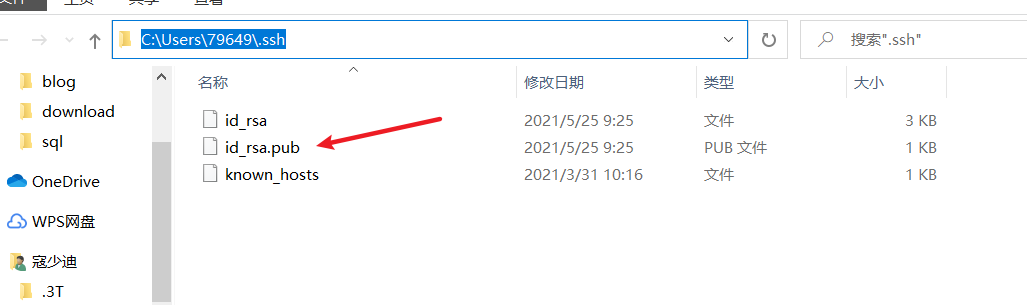 C:\Users\79649\.ssh
搜索".ssh"
blog
download
sql
OneDrive
WPS网盘
寇少迪
.3T
名称 修改日期 类型 大小
id_rsa 2021/5/25 9:25 文件 3 KB
id_rsa.pub 2021/5/25 9:25 PUB 文件 1 KB
known_hosts 2021/3/31 10:16 文件 1 KB